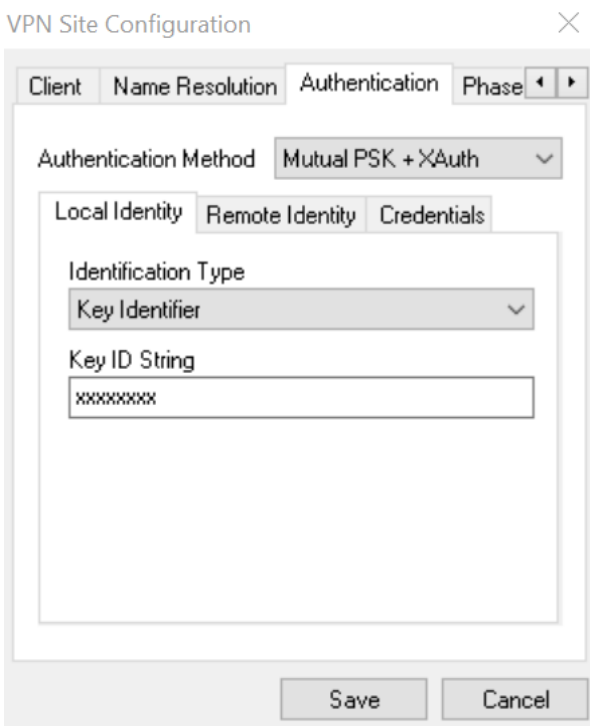 VPN Site Configuration
Client Name Resolution Authentication Phase
Authentication Method Mutual PSK + XAuth
Local Identity Remote Identity Credentials
Identification Type
Key Identifier
Key ID String
xxxxxxxx
Save Cancel